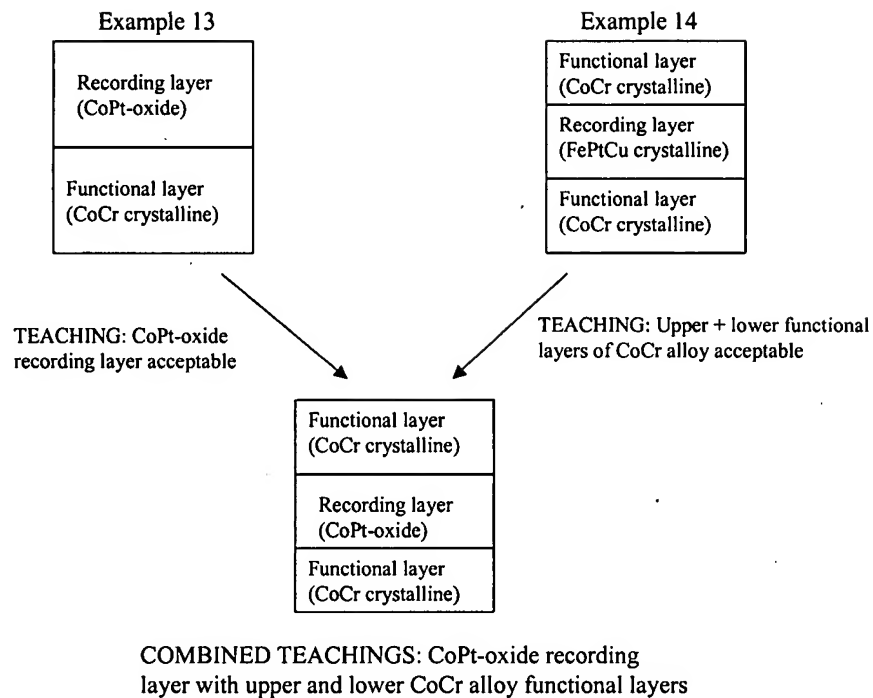 Example 13
Recording layer
(CoPt-oxide)
Functional layer
(CoCr crystalline)
Example 14
Functional layer
(CoCr crystalline)
Recording layer
(FePtCu crystalline)
Functional layer
(CoCr crystalline)
TEACHING: CoPt-oxide
recording layer acceptable
TEACHING: Upper + lower functional
layers of CoCr alloy acceptable
Functional layer
(CoCr crystalline)
Recording layer
(CoPt-oxide)
Functional layer
(CoCr crystalline)
COMBINED TEACHINGS: CoPt-oxide recording
layer with upper and lower CoCr alloy functional layers